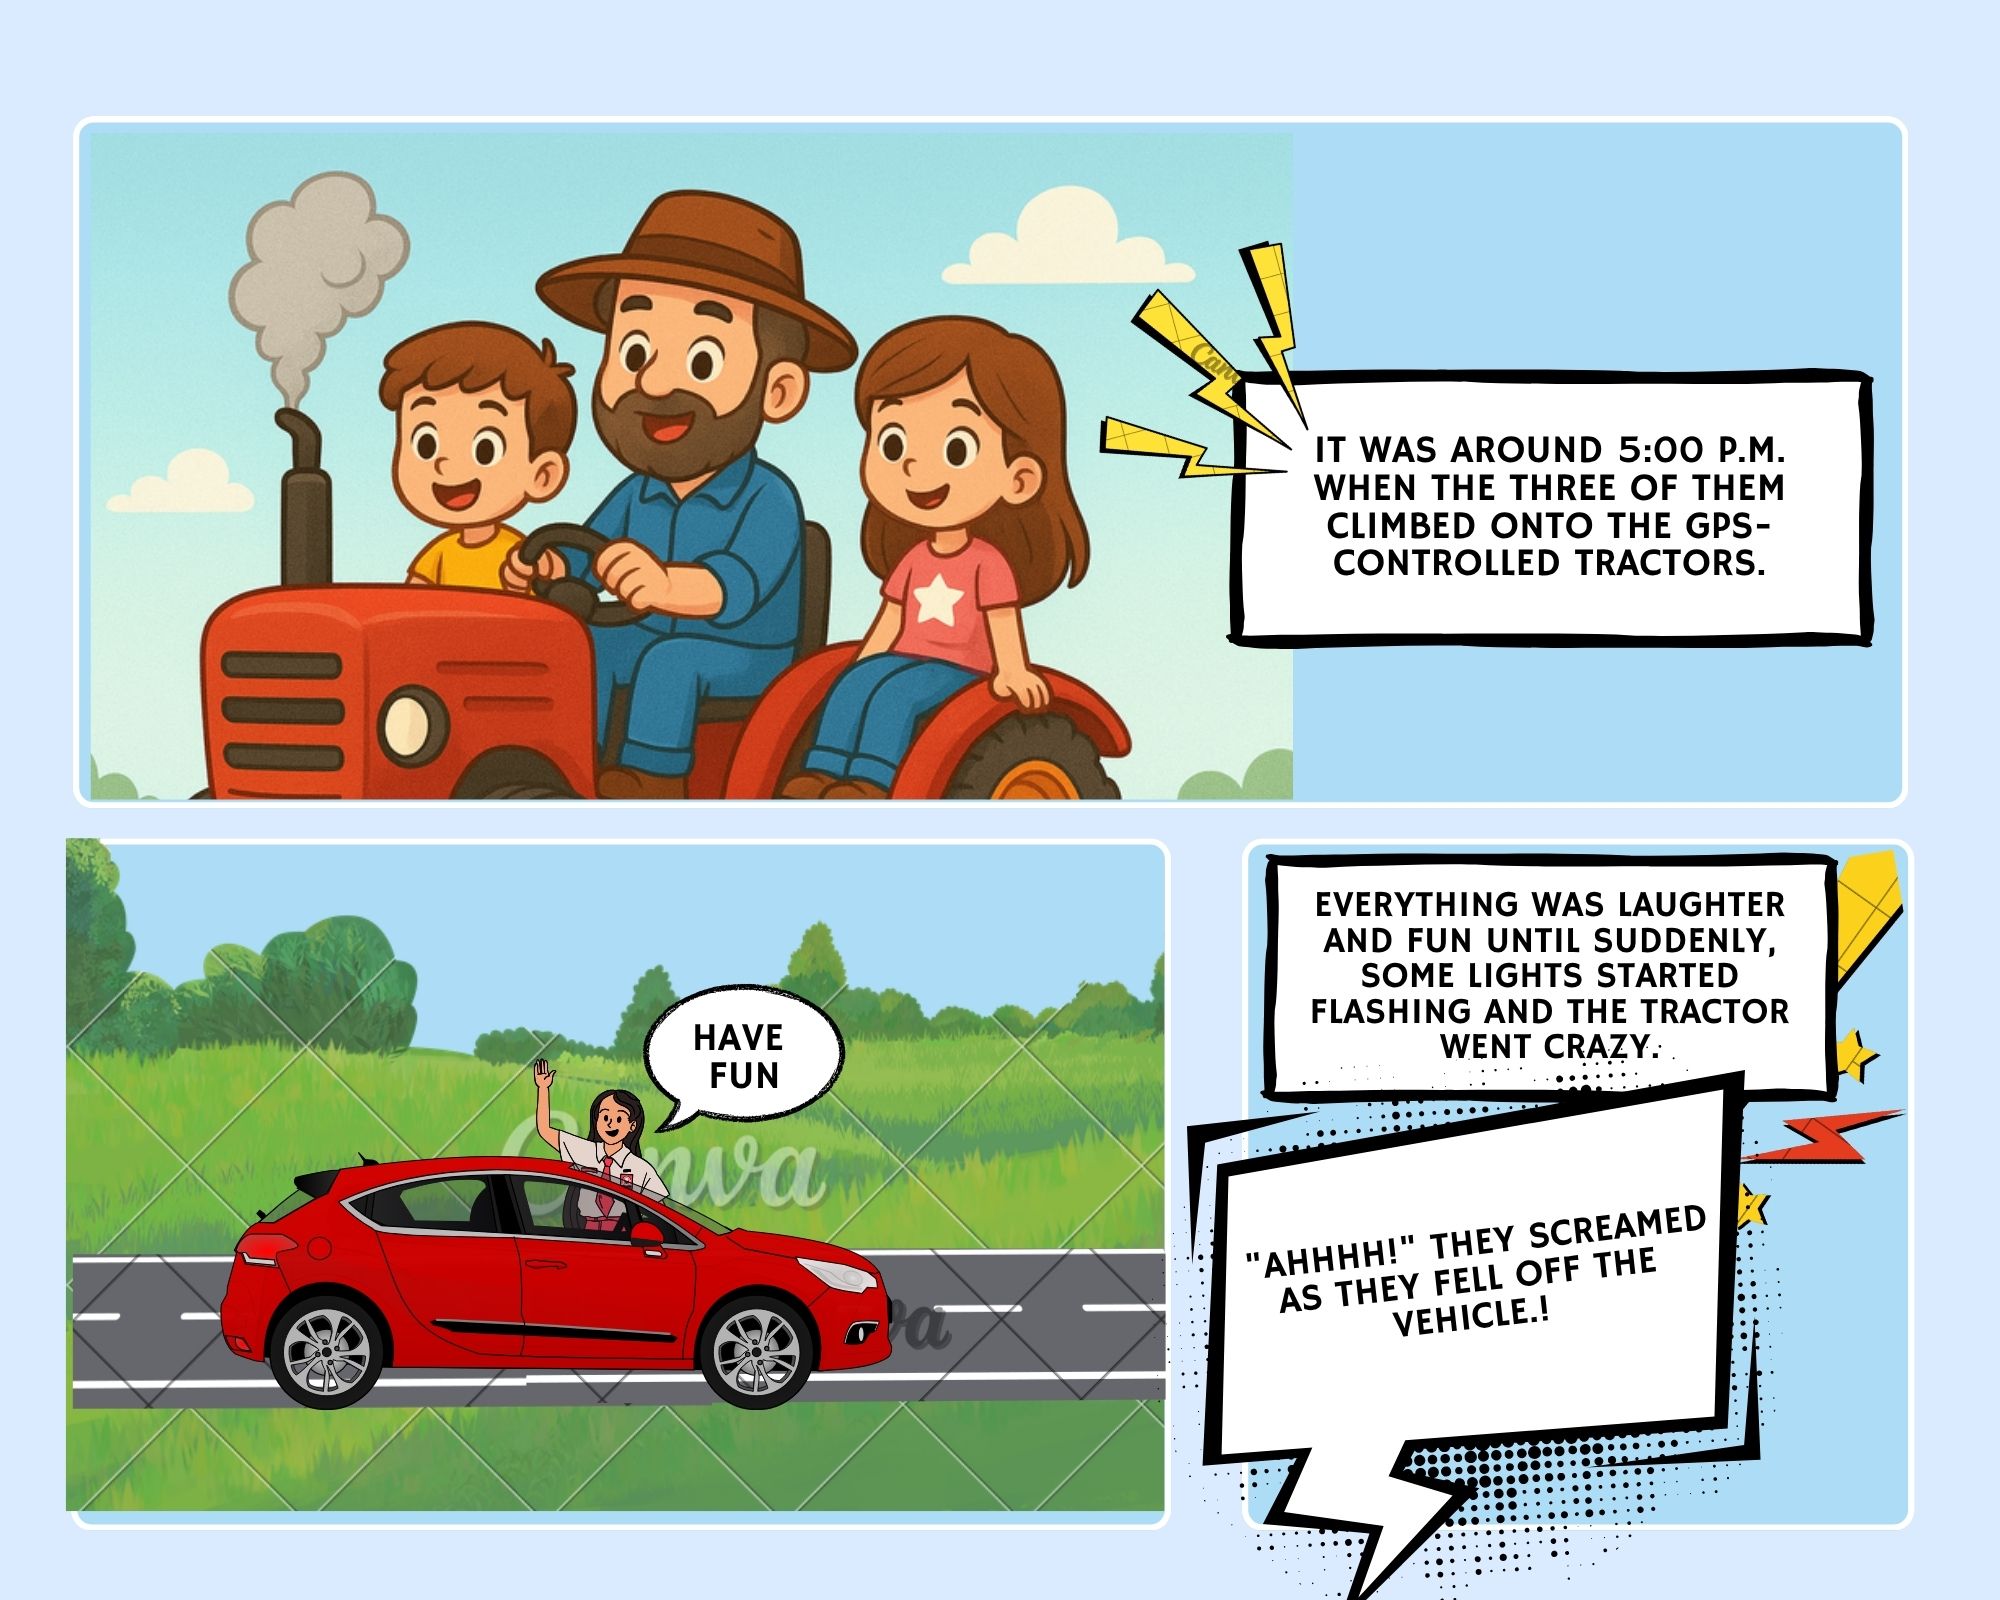 IT WAS AROUND 5:00 P.M.
WHEN THE THREE OF THEM
CLIMBED ONTO THE GPS-
CONTROLLED TRACTORS.
HAVE
FUN
Canva
EVERYTHING WAS LAUGHTER
AND FUN UNTIL SUDDENLY,
SOME LIGHTS STARTED
FLASHING AND THE TRACTOR
WENT CRAZY.
"AHHHH!" THEY SCREAMED
AS THEY FELL OFF THE
VEHICLE.!